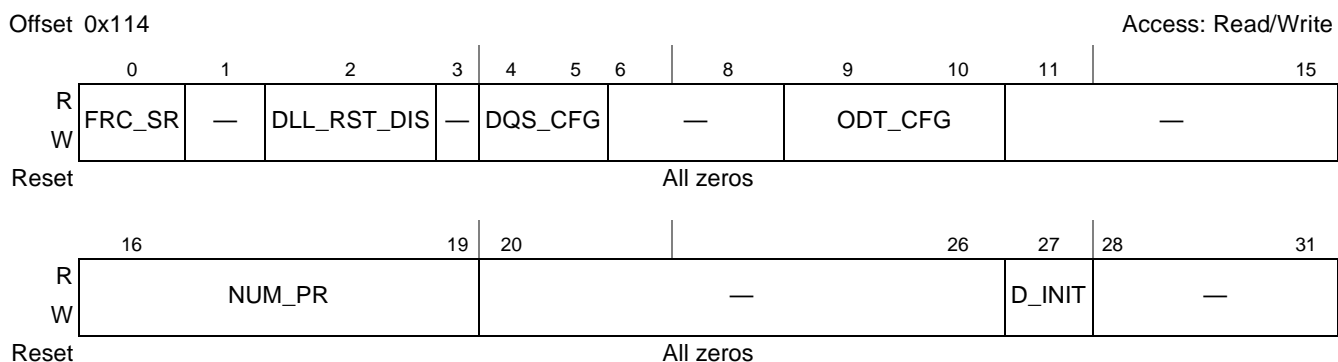 Offset 0x114 Access: Read/Write
0 1 2 3 4 5 6 8 9 10 11 15
R
W
FRC_SR — DLL_RST_DIS — DQS_CFG — ODT_CFG —
Reset All zeros
16 19 20 26 27 28 31
R
W
NUM_PR — D_INIT —
Reset All zeros